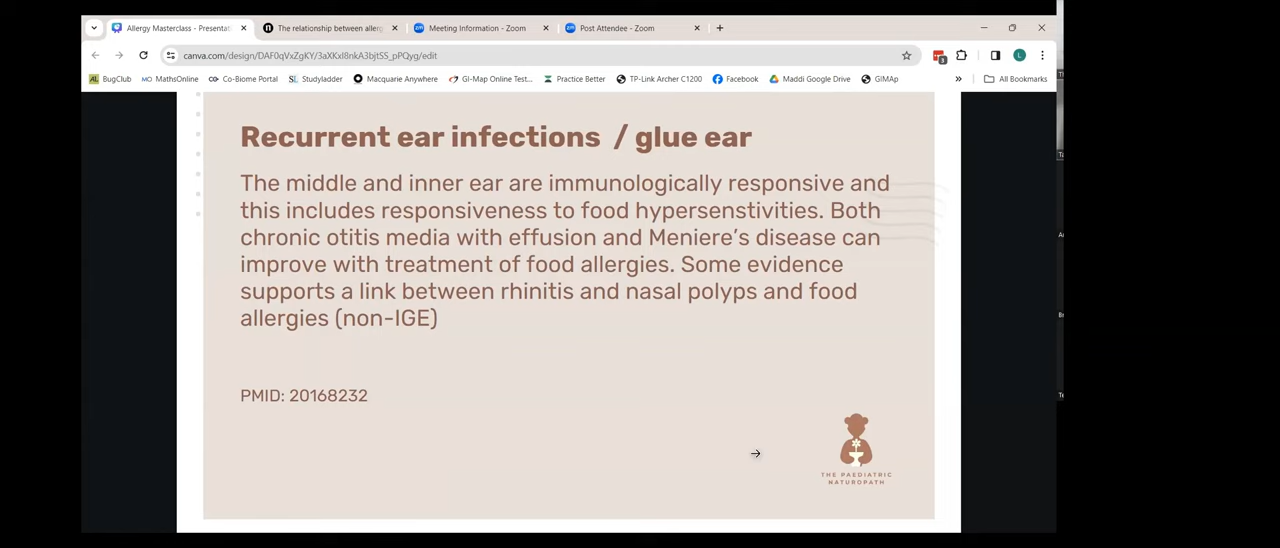 Allergy Masterclass - Presentati
The relationship between allerg
Meeting Information - Zoom
Post Attendee - Zoom
canva.com/design/DAF0qVxZgKY/3aXKxI8nkA3bjtSS_pPQyg/edit
BugClub
MathsOnline
Co-Biome Portal
Studyladder
Macquarie Anywhere
GI-Map Online Test...
Practice Better
TP-Link Archer C1200
Facebook
Maddi Google Drive
GIMAp
All Bookmarks
Recurrent ear infections / glue ear
The middle and inner ear are immunologically responsive and
this includes responsiveness to food hypersenstivities. Both
chronic otitis media with effusion and Meniere's disease can
improve with treatment of food allergies. Some evidence
supports a link between rhinitis and nasal polyps and food
allergies (non-IGE)
PMID: 20168232
THE PAEDIATRIC
NATUROPATH